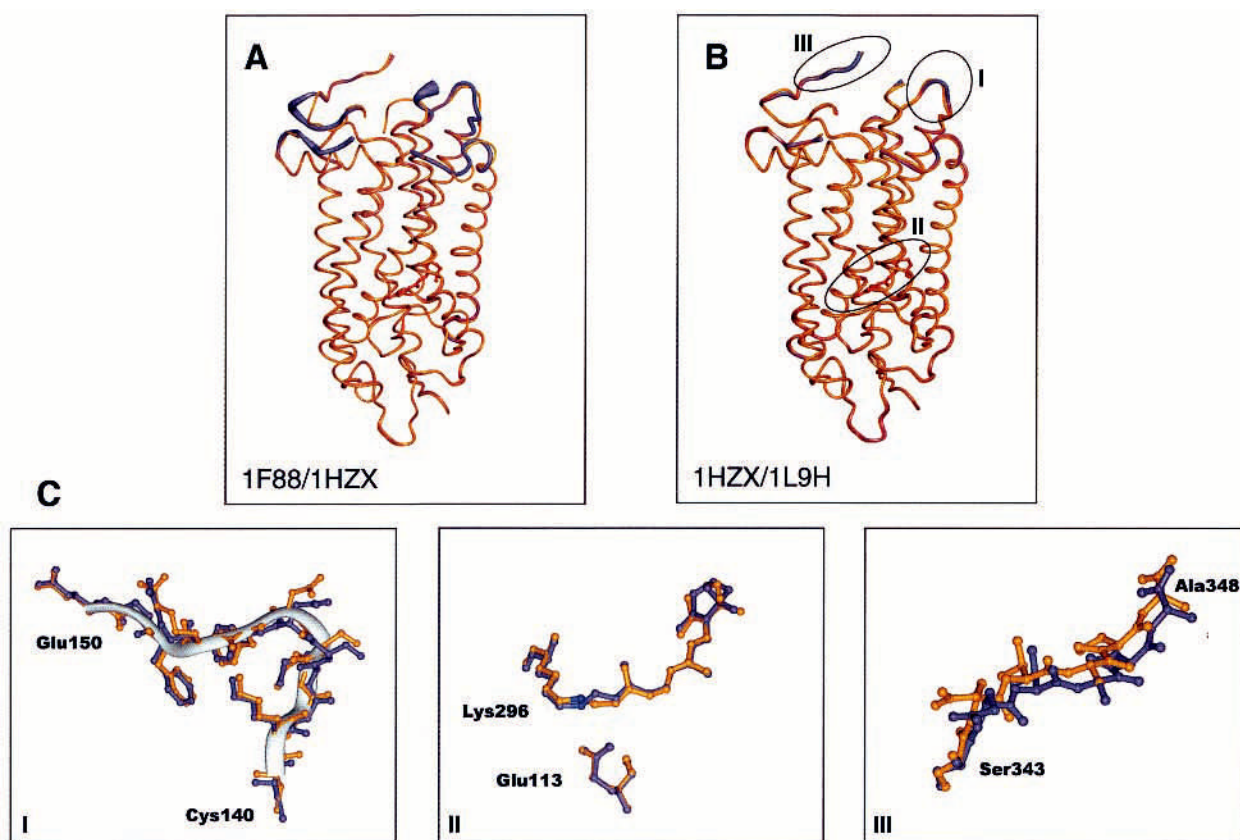 A
1F88/1HZX
B
III
I
II
1HZX/1L9H
C
Glu150
Cys140
I
Lys296
Glu113
II
Ala348
Ser343
III